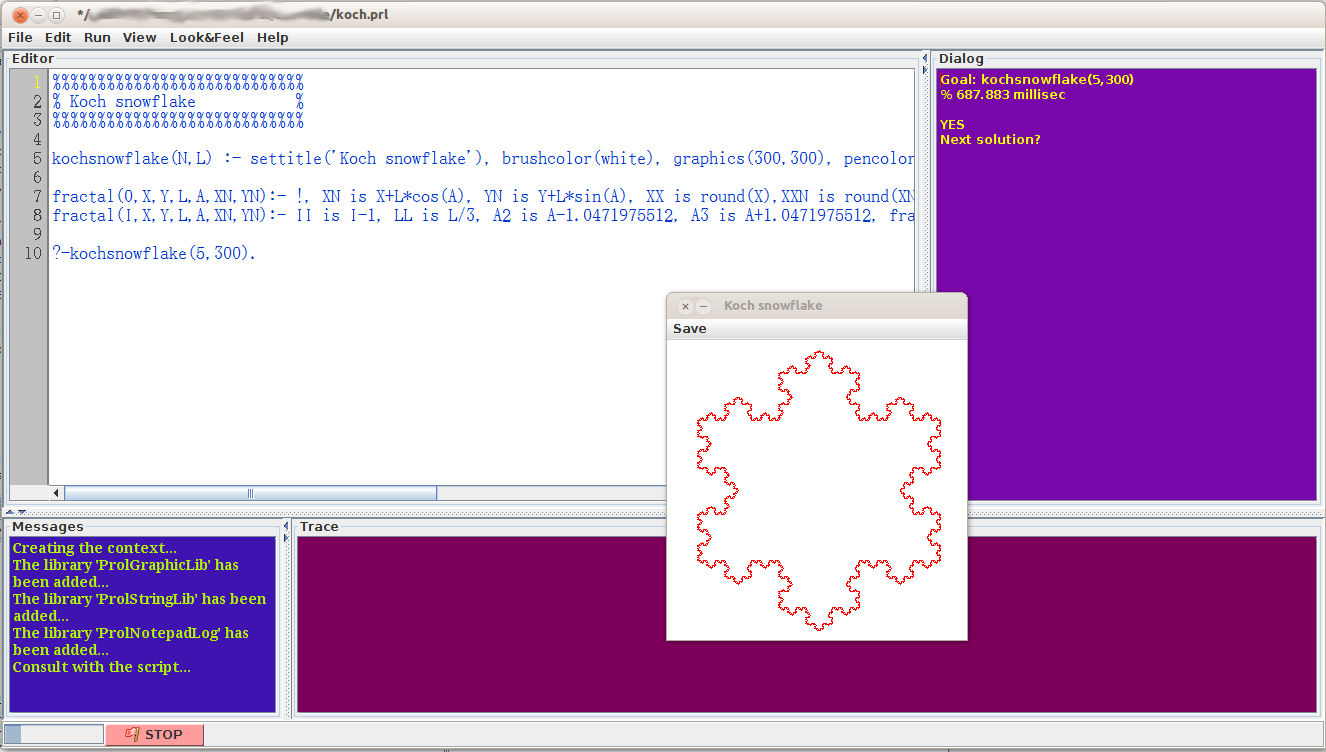 */koch.prl
File Edit Run View Look&Feel Help
Editor
1 %%%%%%%%%%%%%%%%%%%%%%%%%%%%
2 % Koch snowflake %
3 %%%%%%%%%%%%%%%%%%%%%%%%%%%%
4
5 kochsnowflake(N,L) :- settitle('Koch snowflake'), brushcolor(white), graphics(300,300), pencolor
6
7 fractal(0,X,Y,L,A,XN,YN):- !, XN is X+L*cos(A), YN is Y+L*sin(A), XX is round(X),XXN is round(XN
8 fractal(I,X,Y,L,A,XN,YN):- II is I-1, LL is L/3, A2 is A-1.0471975512, A3 is A+1.0471975512, fra
9
10 ?-kochsnowflake(5,300).
Dialog
Goal: kochsnowflake(5,300)
% 687.883 millisec
YES
Next solution?
Koch snowflake
Save
Messages
Creating the context...
The library 'ProlGraphicLib' has
been added...
The library 'ProlStringLib' has been
added...
The library 'ProlNotepadLog' has
been added...
Consult with the script...
Trace
STOP